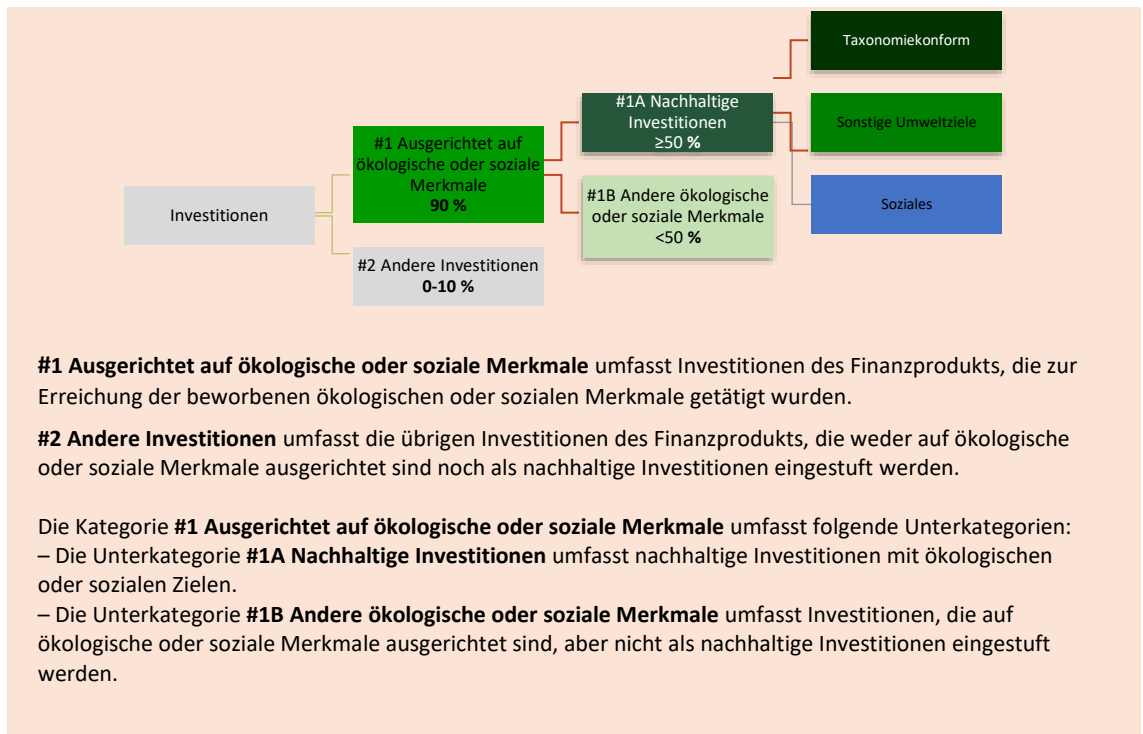 Investitionen
#1 Ausgerichtet auf
ökologische oder soziale
Merkmale
90 %
#2 Andere Investitionen
0-10 %
#1A Nachhaltige
Investitionen
≥50 %
#1B Andere ökologische
oder soziale Merkmale
<50 %
Taxonomiekonform
Sonstige Umweltziele
Soziales
#1 Ausgerichtet auf ökologische oder soziale Merkmale umfasst Investitionen des Finanzprodukts, die zur
Erreichung der beworbenen ökologischen oder sozialen Merkmale getätigt wurden.
#2 Andere Investitionen umfasst die übrigen Investitionen des Finanzprodukts, die weder auf ökologische
oder soziale Merkmale ausgerichtet sind noch als nachhaltige Investitionen eingestuft werden.
Die Kategorie #1 Ausgerichtet auf ökologische oder soziale Merkmale umfasst folgende Unterkategorien:
– Die Unterkategorie #1A Nachhaltige Investitionen umfasst nachhaltige Investitionen mit ökologischen
oder sozialen Zielen.
– Die Unterkategorie #1B Andere ökologische oder soziale Merkmale umfasst Investitionen, die auf
ökologische oder soziale Merkmale ausgerichtet sind, aber nicht als nachhaltige Investitionen eingestuft
werden.